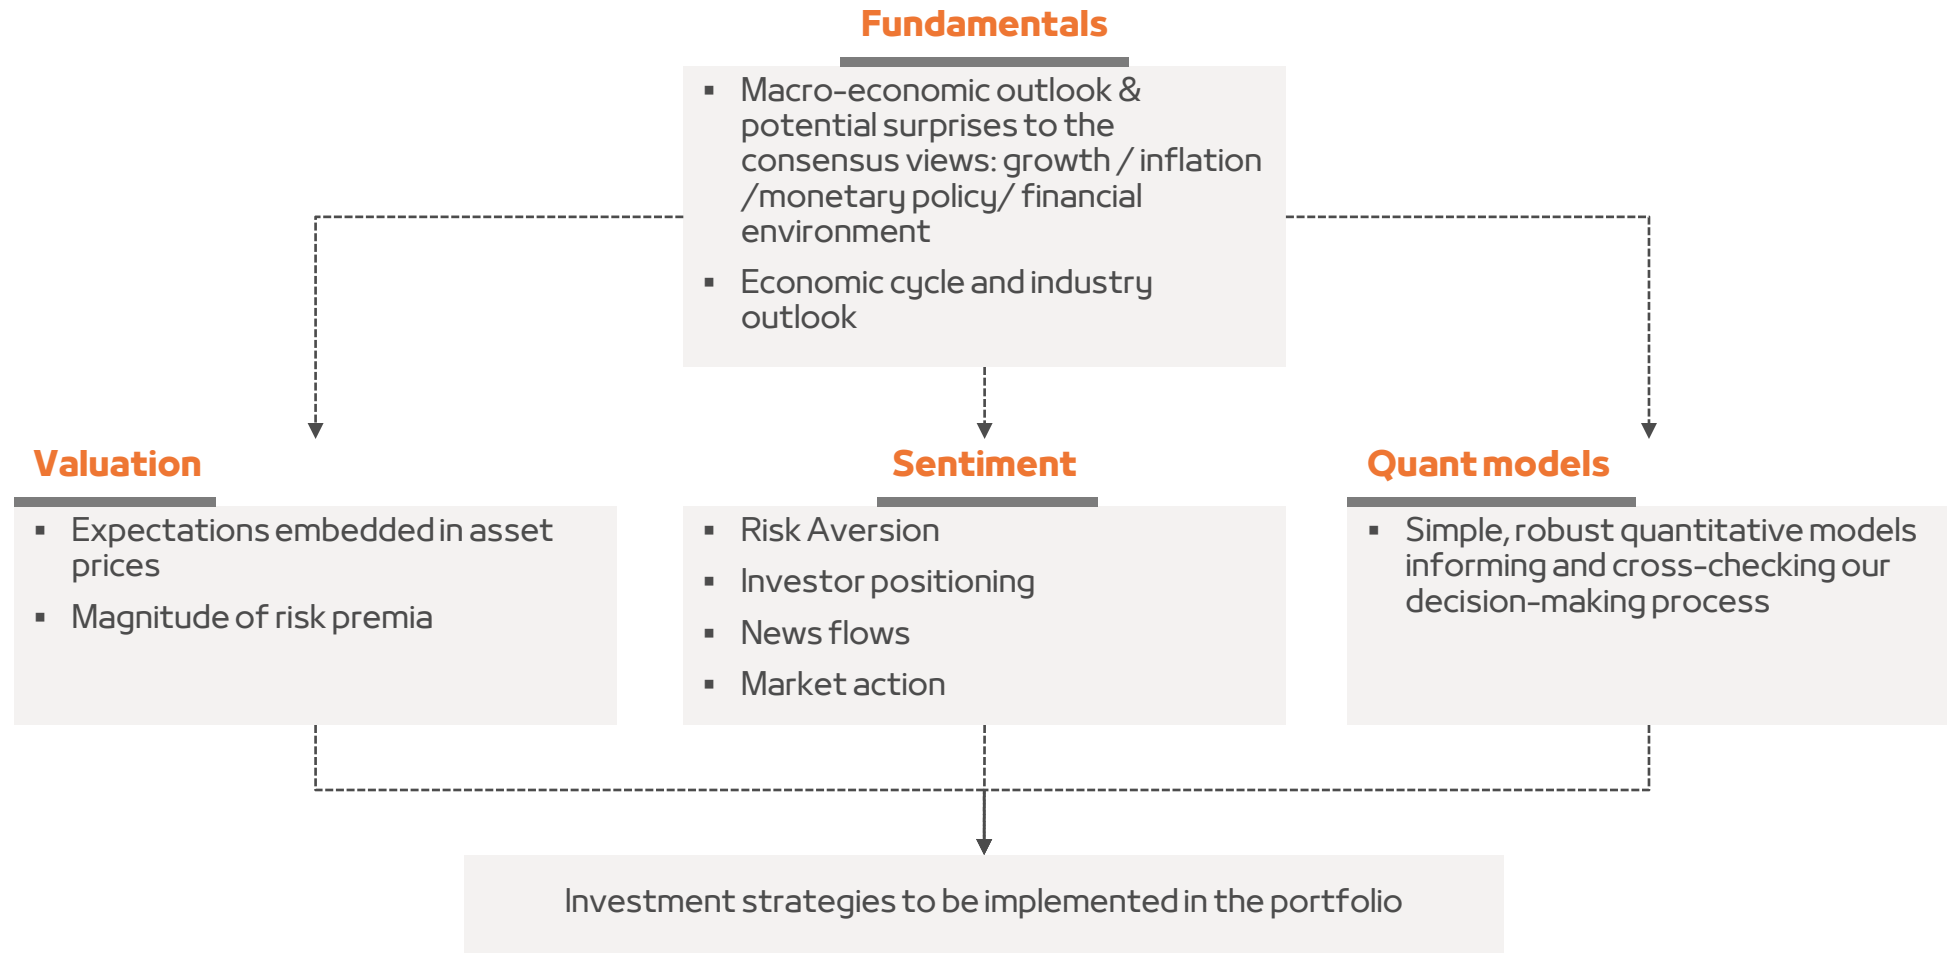 Fundamentals
▪ Macro-economic outlook &
potential surprises to the
consensus views: growth / inflation
/monetary policy/ financial
environment
▪ Economic cycle and industry
outlook
Valuation
▪ Expectations embedded in asset
prices
▪ Magnitude of risk premia
Sentiment
▪ Risk Aversion
▪ Investor positioning
▪ News flows
▪ Market action
Quant models
▪ Simple, robust quantitative models
informing and cross-checking our
decision-making process
Investment strategies to be implemented in the portfolio